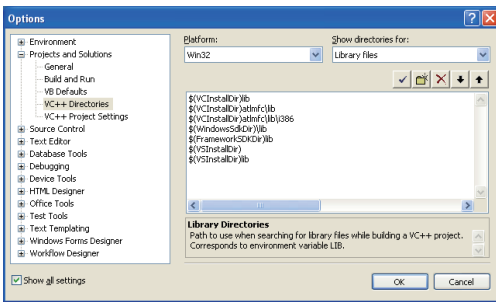 Options
Environment
Projects and Solutions
General
Build and Run
VB Defaults
VC++ Directories
VC++ Project Settings
Source Control
Text Editor
Database Tools
Debugging
Device Tools
HTML Designer
Office Tools
Test Tools
Text Templating
Windows Forms Designer
Workflow Designer
Show all settings
Platform:
Win32
Show directories for:
Library files
$(VCInstallDir)lib
$(VCInstallDir)atlmfc\lib
$(VCInstallDir)atlmfc\lib\i386
$(WindowsSdkDir)\lib
$(FrameworkSDKDir)lib
$(VSInstallDir)
$(VSInstallDir)lib
Library Directories
Path to use when searching for library files while building a VC++ project.
Corresponds to environment variable LIB.
OK
Cancel